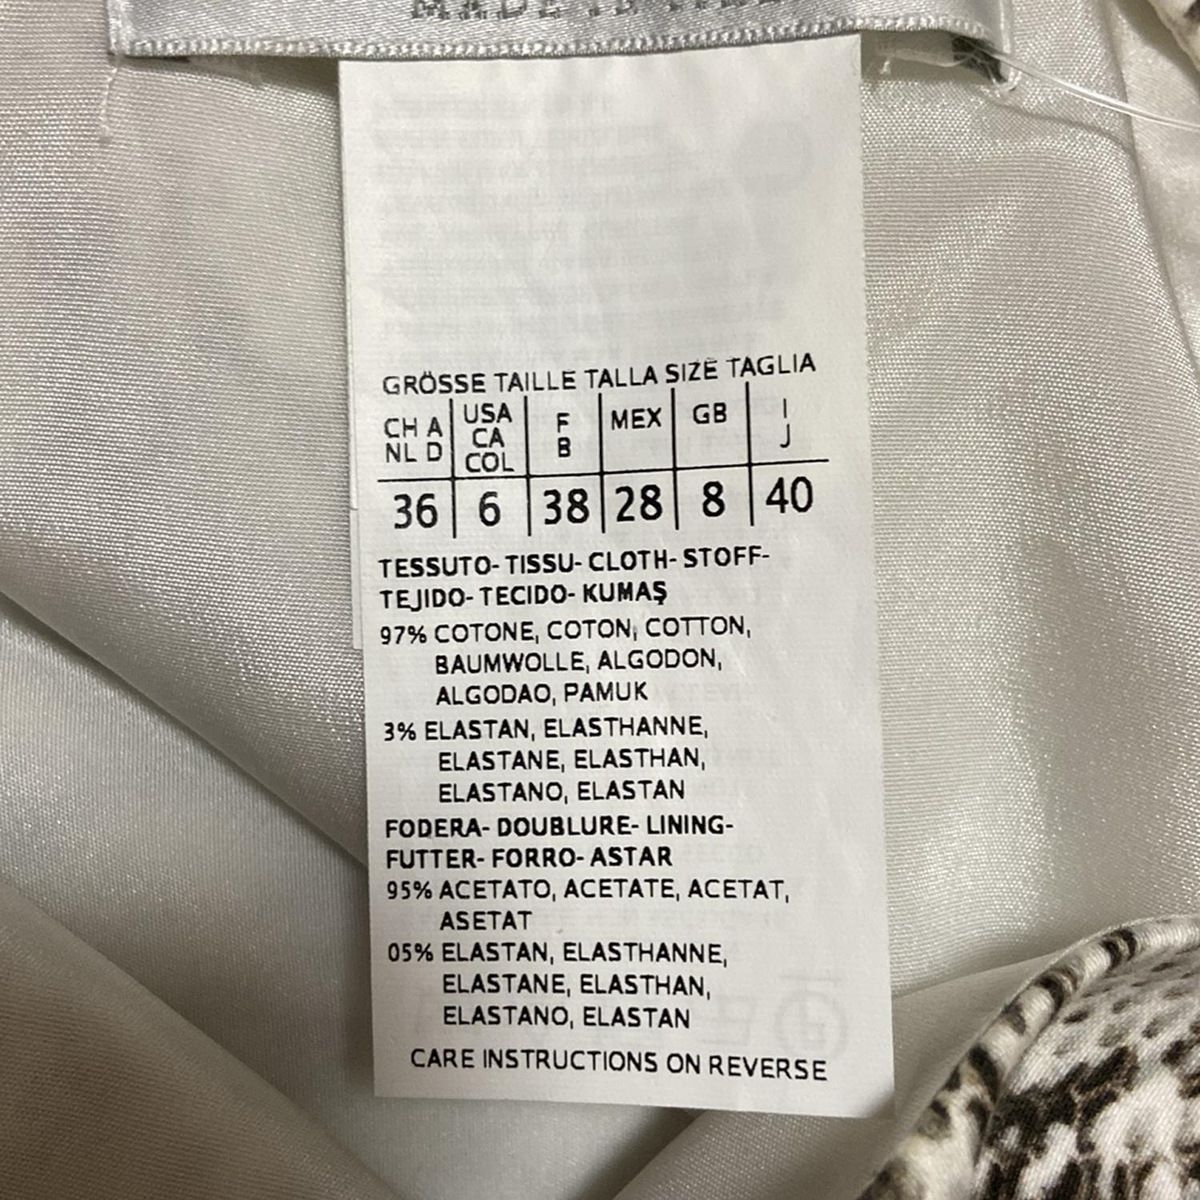 MADE IN
GRÖSSE TAILLE TALLA SIZE TAGLIA
CH A USA F MEX GB I
NL D CA B J
COL
36 6 38 28 8 40
TESSUTO- TISSU- CLOTH- STOFF-
TEJIDO- TECIDO- KUMAŞ
97% COTONE, COTON, COTTON,
BAUMWOLLE, ALGODON,
ALGODAO, PAMUK
3% ELASTAN, ELASTHANNE,
ELASTANE, ELASTHAN,
ELASTANO, ELASTAN
FODERA- DOUBLURE- LINING-
FUTTER- FORRO- ASTAR
95% ACETATO, ACETATE, ACETAT,
ASETAT
05% ELASTAN, ELASTHANNE,
ELASTANE, ELASTHAN,
ELASTANO, ELASTAN
CARE INSTRUCTIONS ON REVERSE